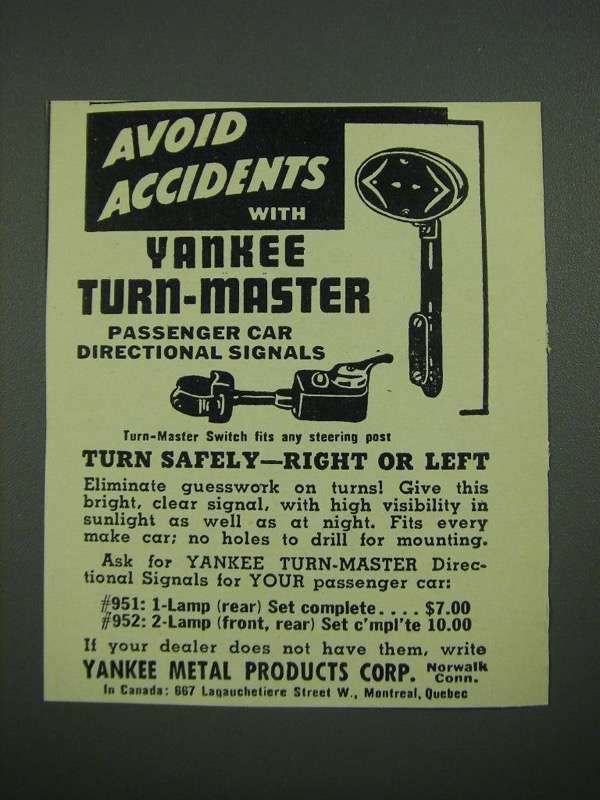 AVOID
ACCIDENTS
WITH
YANKEE
TURN-MASTER
PASSENGER CAR
DIRECTIONAL SIGNALS
Turn-Master Switch fits any steering post
TURN SAFELY—RIGHT OR LEFT
Eliminate guesswork on turns! Give this
bright, clear signal, with high visibility in
sunlight as well as at night. Fits every
make car; no holes to drill for mounting.
Ask for YANKEE TURN-MASTER Direc-
tional Signals for YOUR passenger car:
#951: 1-Lamp (rear) Set complete.... $7.00
#952: 2-Lamp (front, rear) Set c'mpl'te 10.00
If your dealer does not have them, write
YANKEE METAL PRODUCTS CORP. Norwalk Conn.
In Canada: 667 Lagauchetiere Street W., Montreal, Quebec